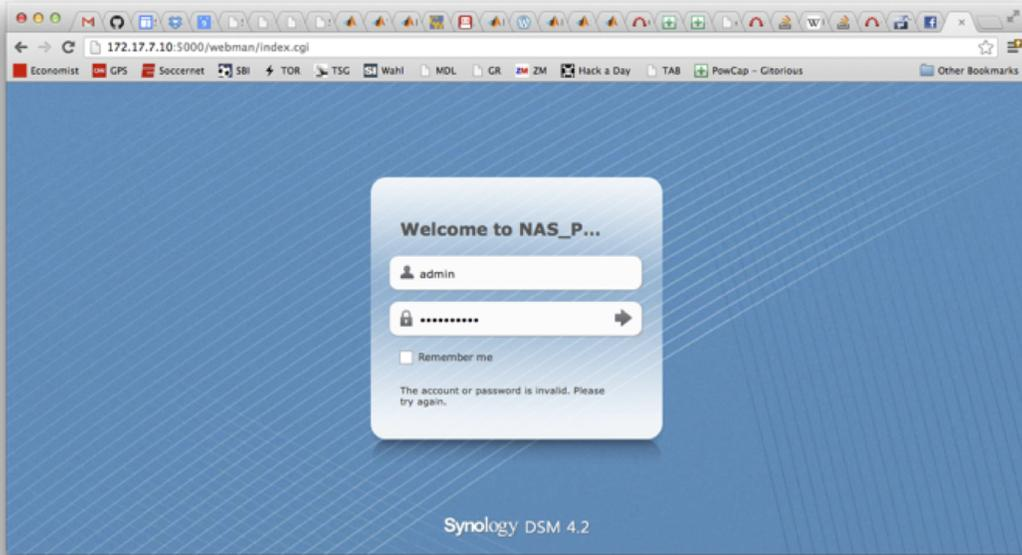 172.17.7.10:5000/webman/index.cgi
Economist GPS Soccernet SBI TOR TSG Wahl MDL GR ZM Hack a Day TAB PowCap - Gitorious Other Bookmarks
Welcome to NAS_P...
admin
Remember me
The account or password is invalid. Please
try again.
Synology DSM 4.2